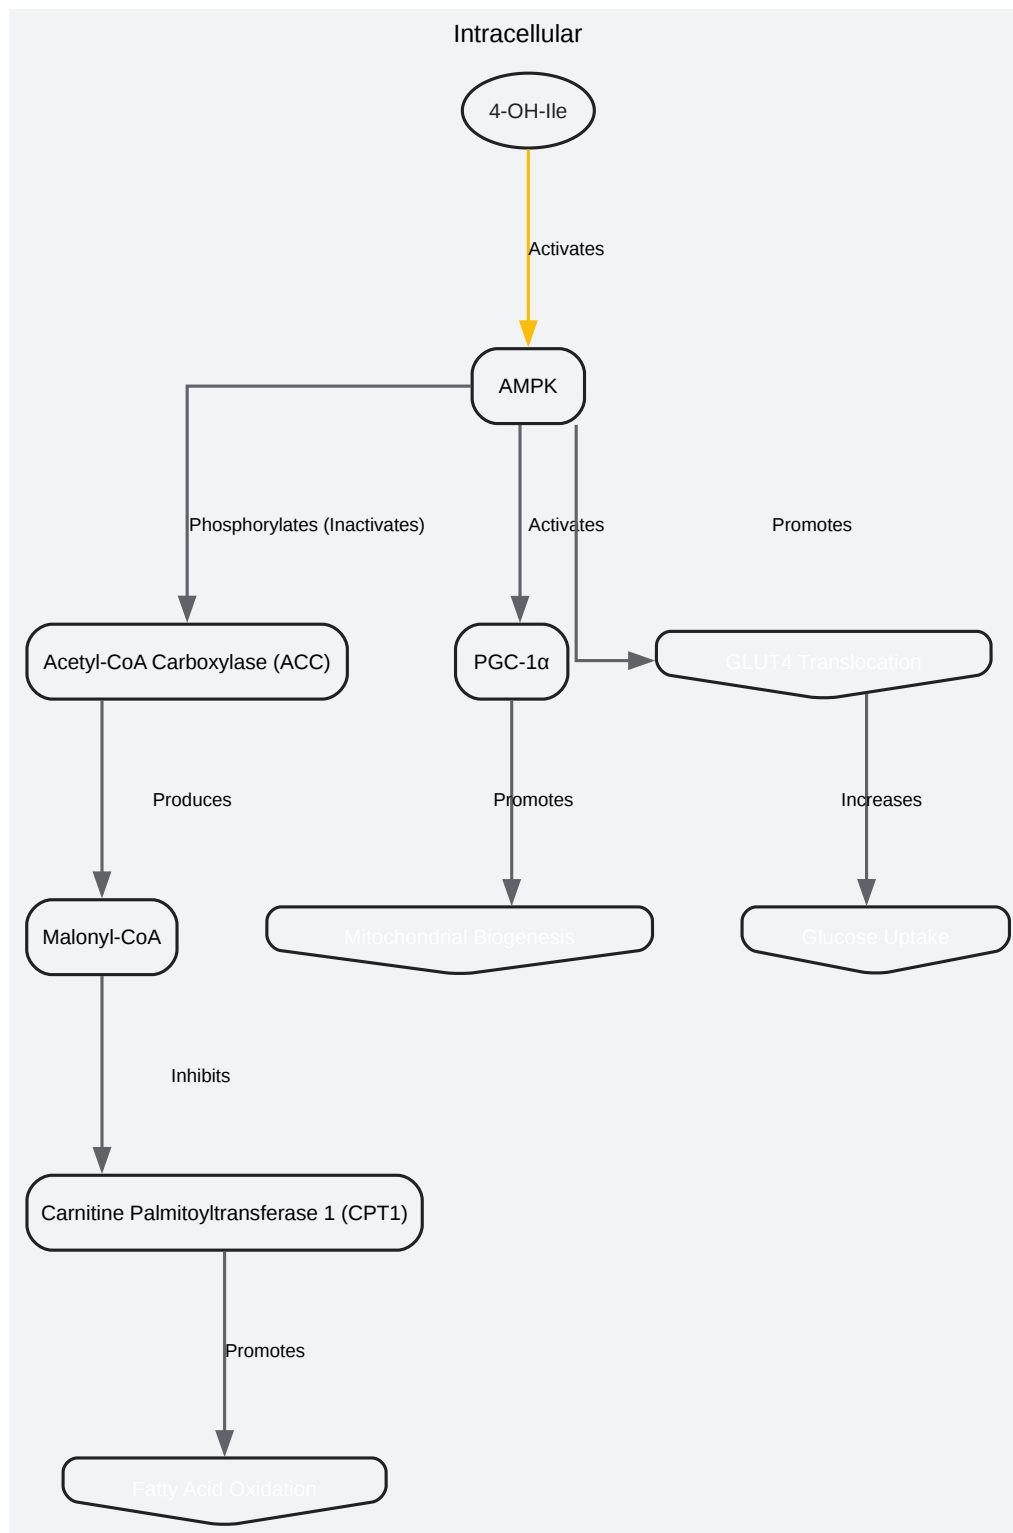 Intracellular
4-OH-Ile
Activates
AMPK
Phosphorylates (Inactivates)
Activates
Promotes
Acetyl-CoA Carboxylase (ACC)
PGC-1α
GLUT4 Translocation
Produces
Promotes
Increases
Malonyl-CoA
Mitochondrial Biogenesis
Glucose Uptake
Inhibits
Carnitine Palmitoyltransferase 1 (CPT1)
Promotes
Fatty Acid Oxidation